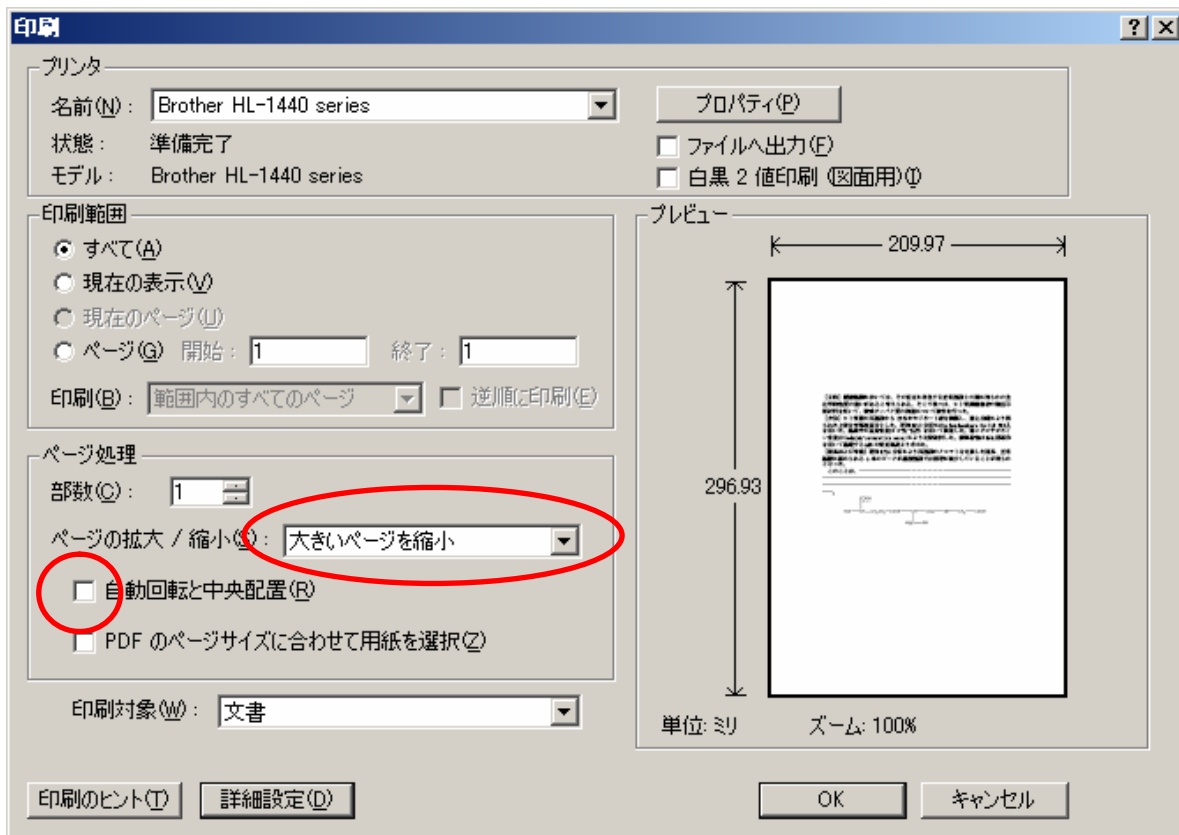 印刷
プリンタ
名前(N): Brother HL-1440 series プロパティ(P)
状態: 準備完了 ファイルへ出力(F)
モデル: Brother HL-1440 series 白黒 2 値印刷 (図面用)(I)
印刷範囲
すべて(A)
現在の表示(V)
現在のページ(U)
ページ(G) 開始: 1 終了: 1
印刷(B): 範囲内のすべてのページ 逆順に印刷(E)
ページ処理
部数(C): 1
ページの拡大 / 縮小(S): 大きいページを縮小
自動回転と中央配置(R)
PDF のページサイズに合わせて用紙を選択(Z)
印刷対象(W): 文書
プレビュー
209.97
296.93
単位: ミリ ズーム: 100%
印刷のヒント(T) 詳細設定(D) OK キャンセル